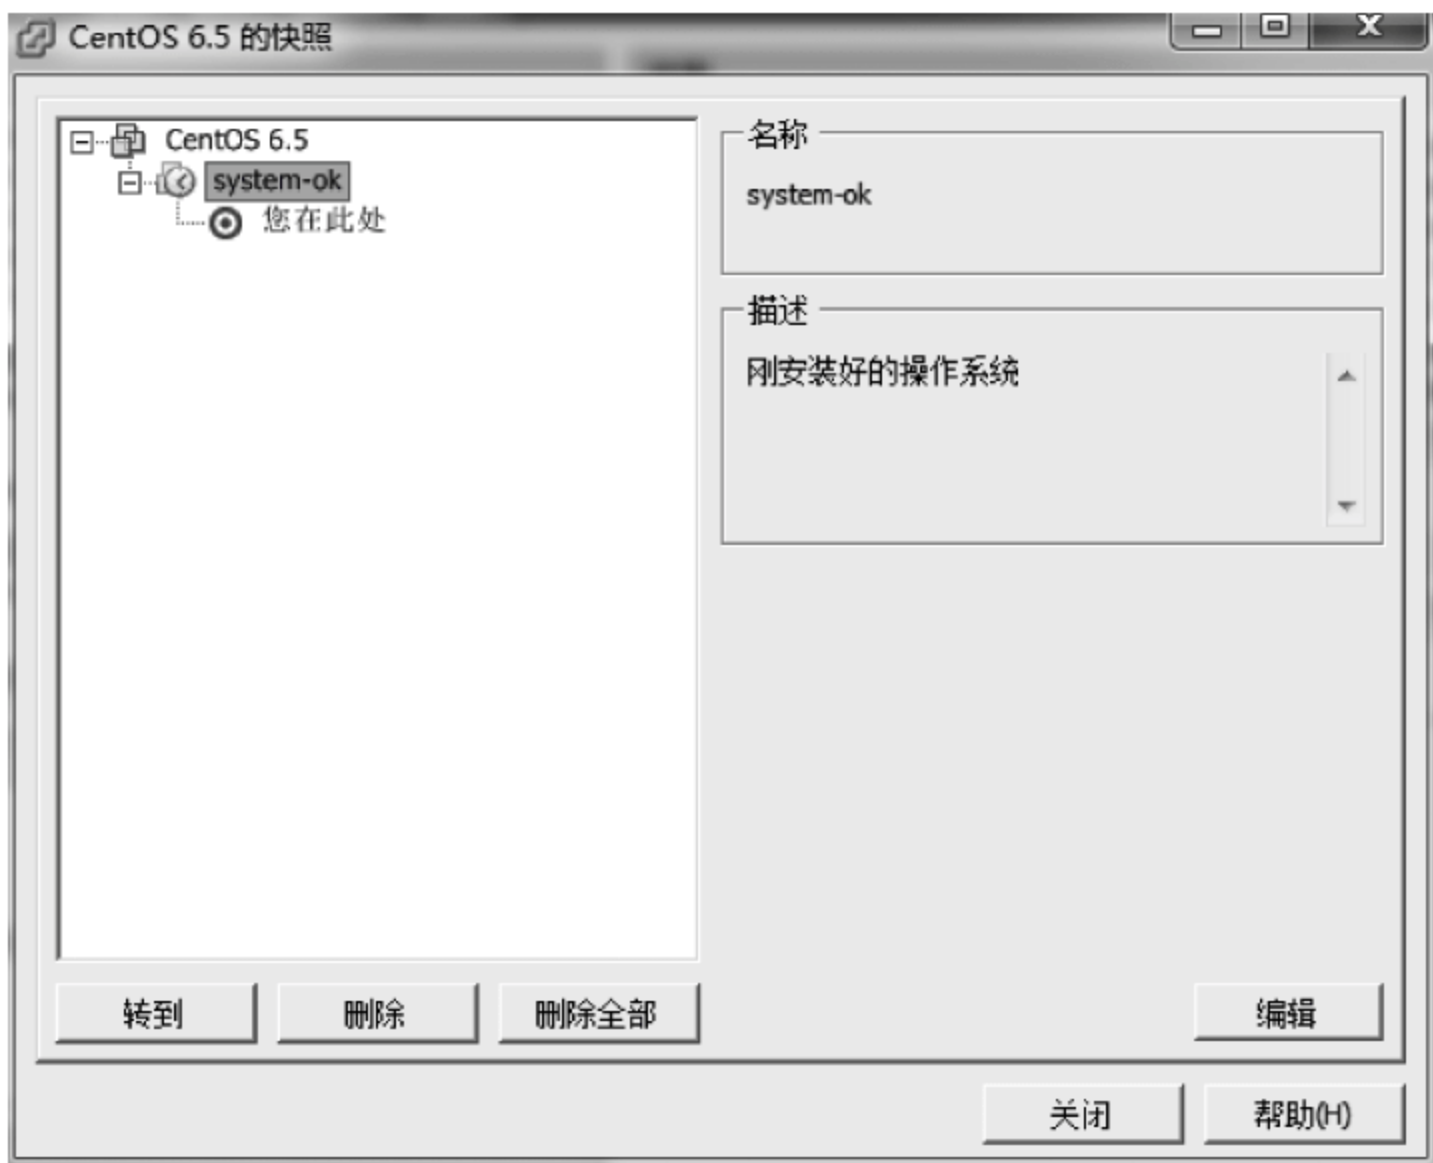 CentOS 6.5 的快照
CentOS 6.5
system-ok
您在此处
名称
system-ok
描述
刚安装好的操作系统
转到
删除
删除全部
编辑
关闭
帮助(H)